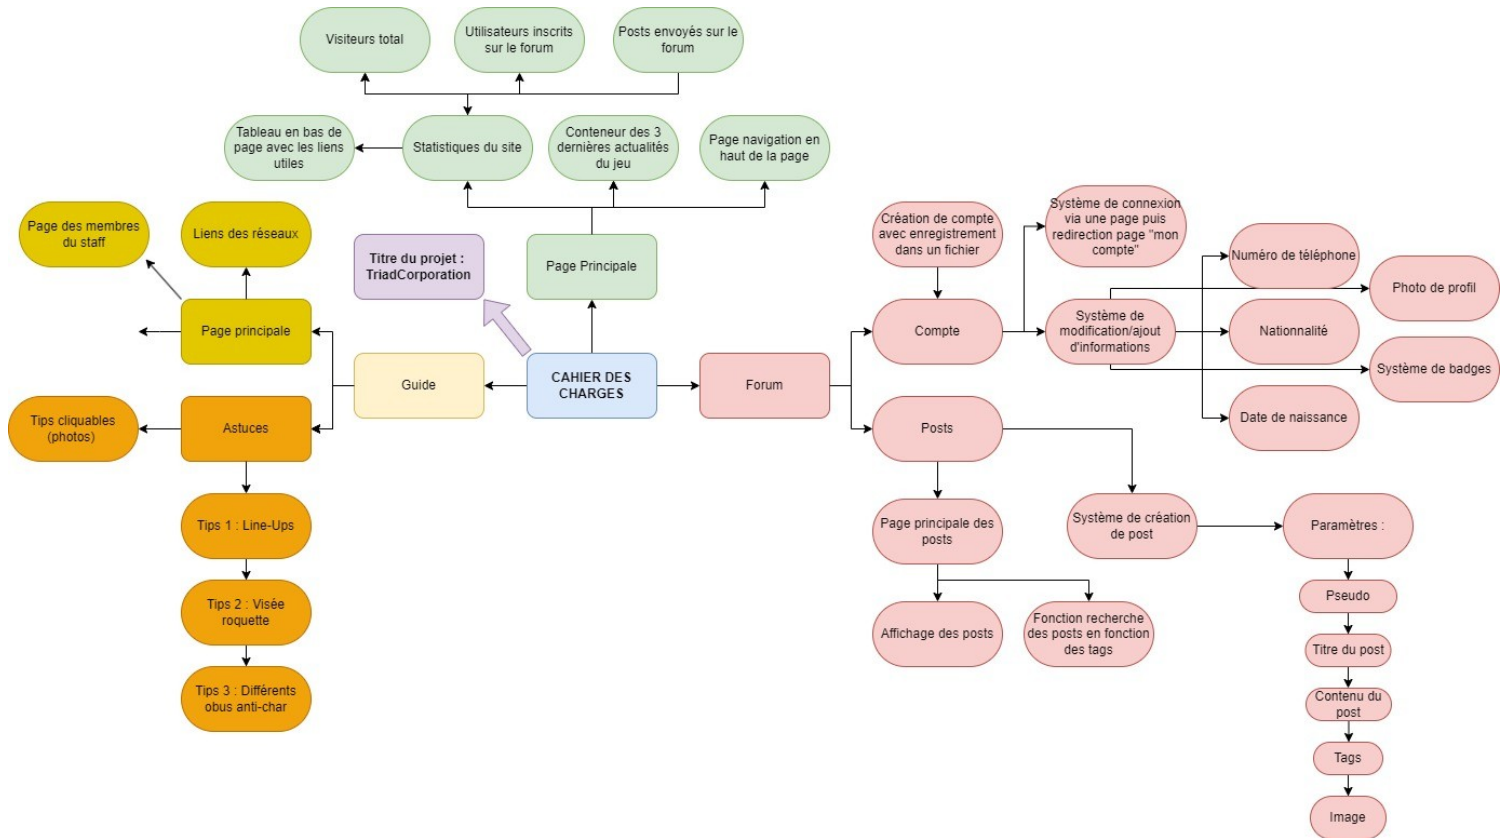 Visiteurs total
Utilisateurs inscrits
sur le forum
Posts envoyés sur le
forum
Tableau en bas de
page avec les liens
utiles
Statistiques du site
Conteneur des 3
dernières actualités
du jeu
Page navigation en
haut de la page
Page des membres
du staff
Liens des réseaux
Titre du projet :
TriadCorporation
Page Principale
Création de compte
avec enregistrement
dans un fichier
Système de connexion
via une page puis
redirection page "mon
compte"
Numéro de téléphone
Photo de profil
Page principale
Compte
Système de
modification/ajout
d'informations
Nationnalité
Guide
CAHIER DES
CHARGES
Forum
Système de badges
Tips cliquables
(photos)
Astuces
Posts
Date de naissance
Tips 1 : Line-Ups
Page principale des
posts
Système de création
de post
Paramètres :
Tips 2 : Visée
roquette
Affichage des posts
Fonction recherche
des posts en fonction
des tags
Pseudo
Titre du post
Tips 3 : Différents
obus anti-char
Contenu du
post
Tags
Image